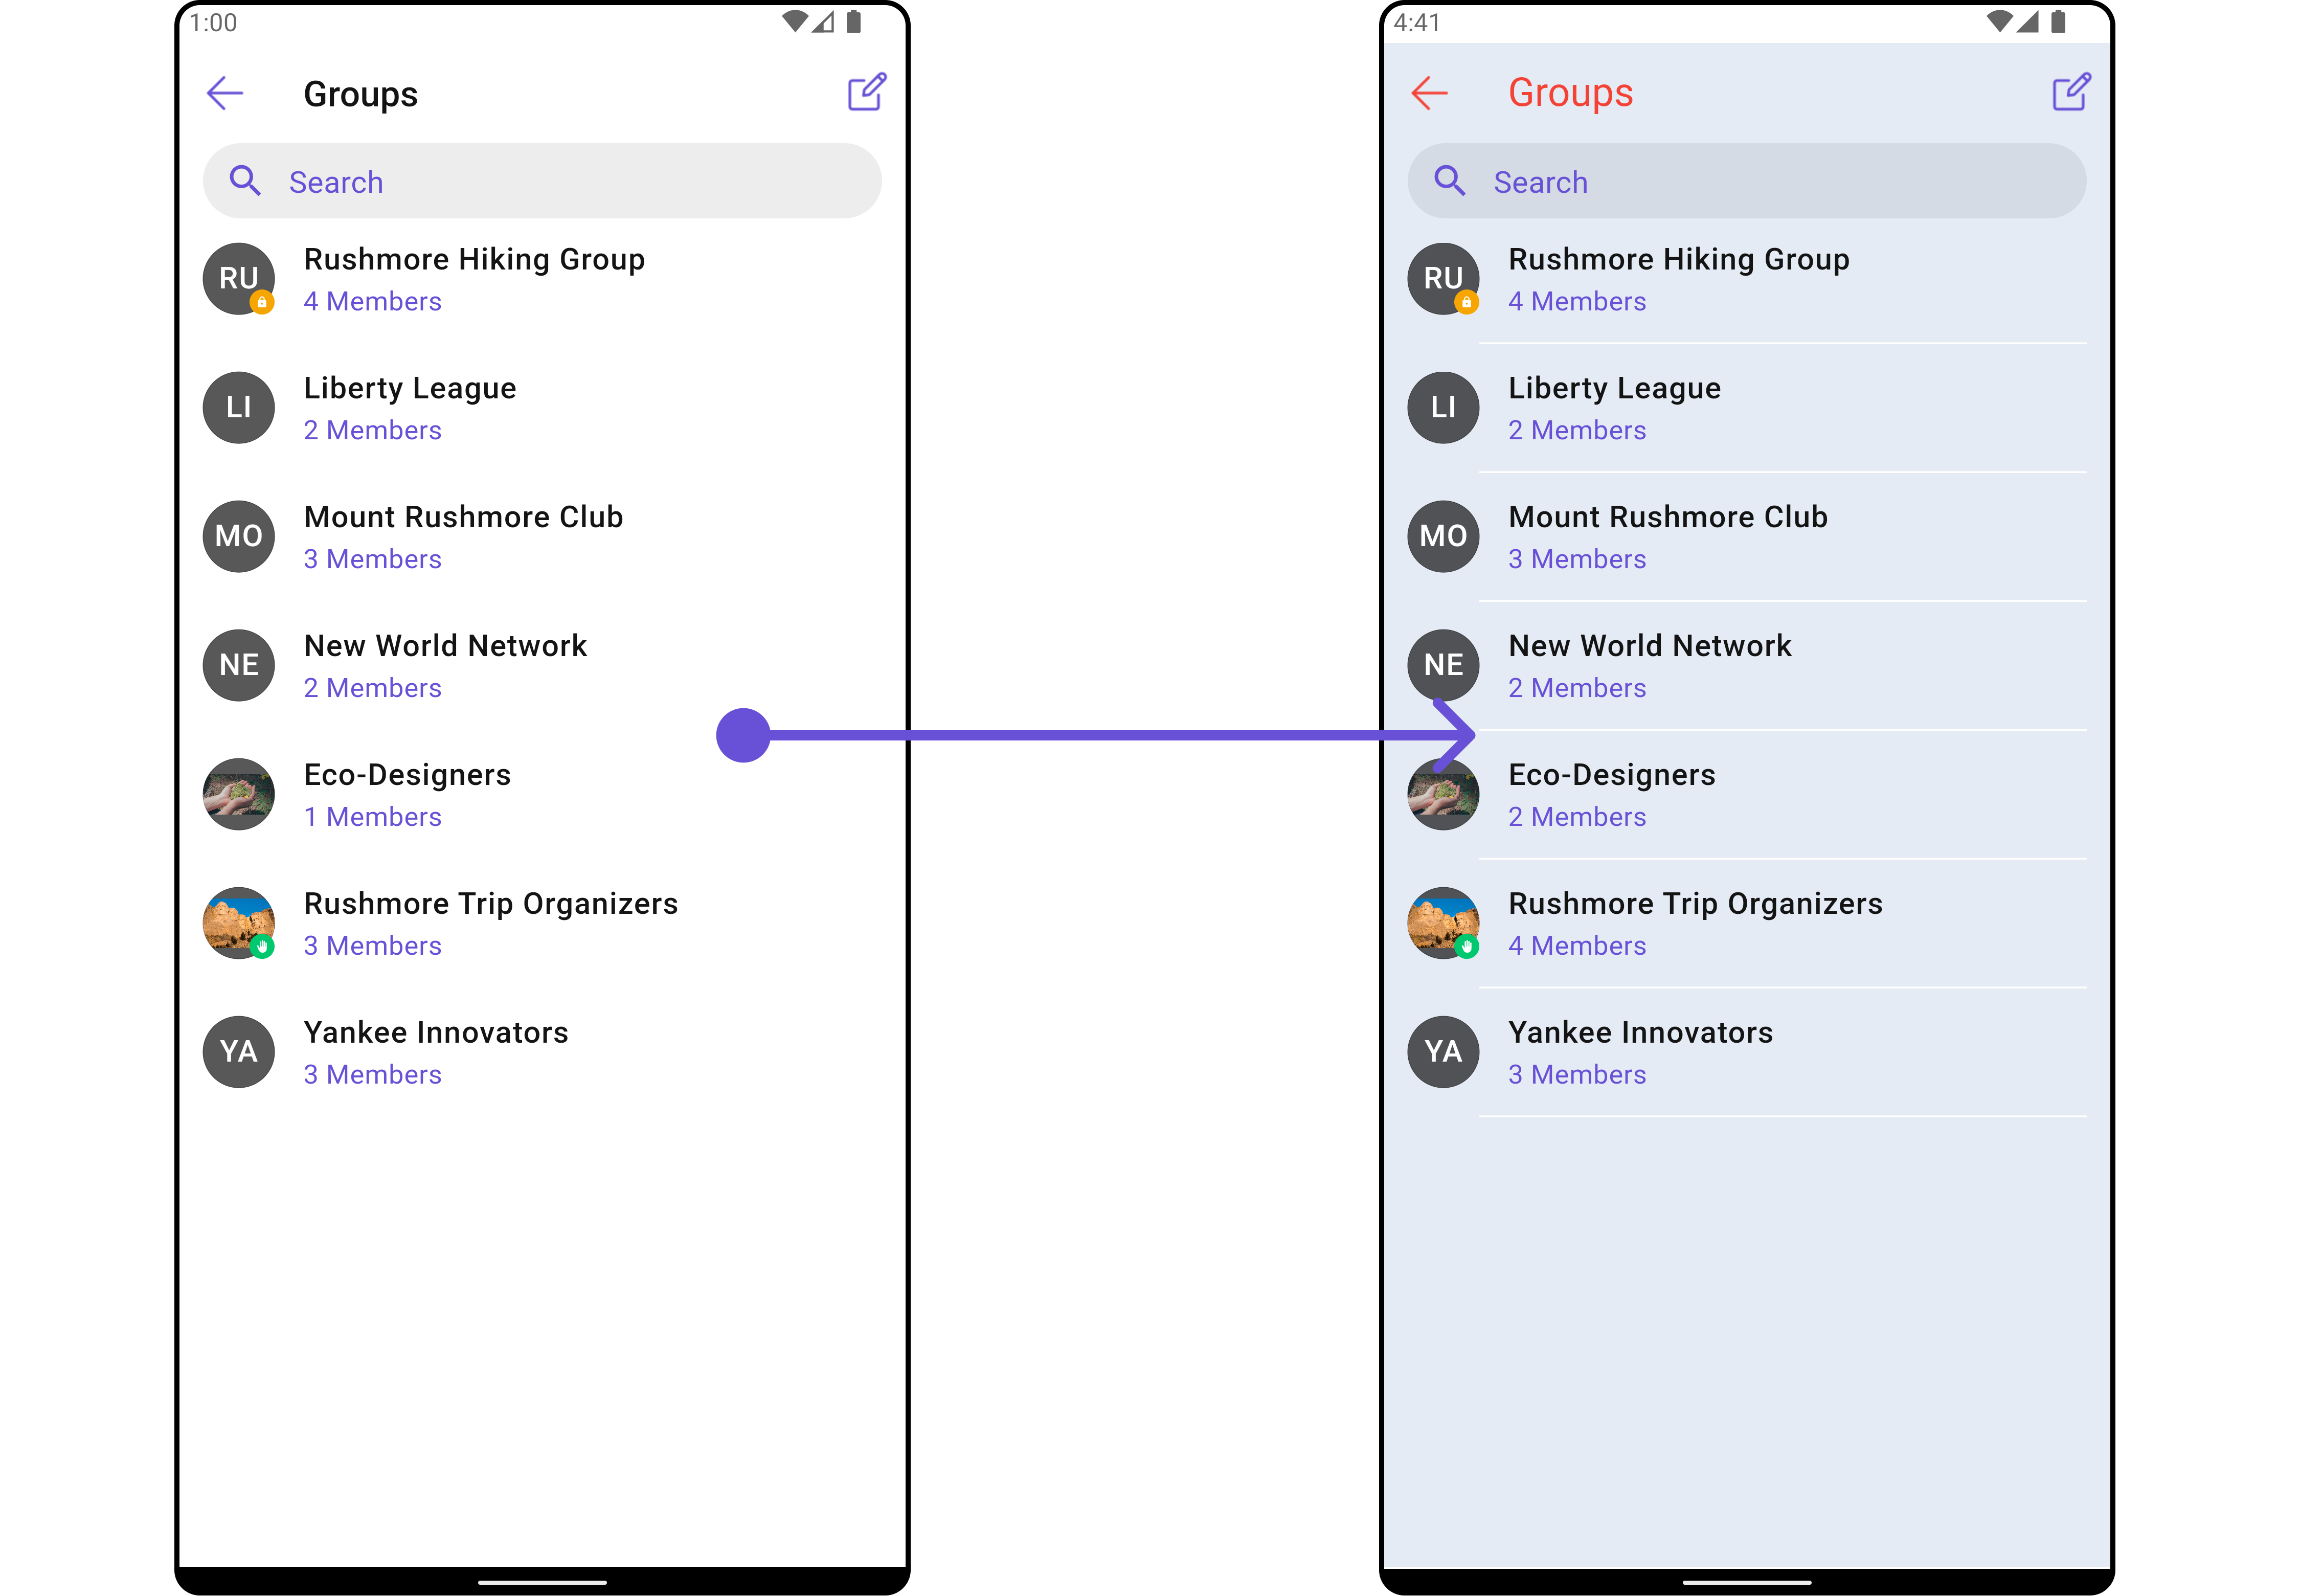 1:00
Groups
Search
RU
Rushmore Hiking Group
4 Members
LI
Liberty League
2 Members
MO
Mount Rushmore Club
3 Members
NE
New World Network
2 Members
Eco-Designers
1 Members
Rushmore Trip Organizers
3 Members
YA
Yankee Innovators
3 Members
4:41
Groups
Search
RU
Rushmore Hiking Group
4 Members
LI
Liberty League
2 Members
MO
Mount Rushmore Club
3 Members
NE
New World Network
2 Members
Eco-Designers
2 Members
Rushmore Trip Organizers
4 Members
YA
Yankee Innovators
3 Members